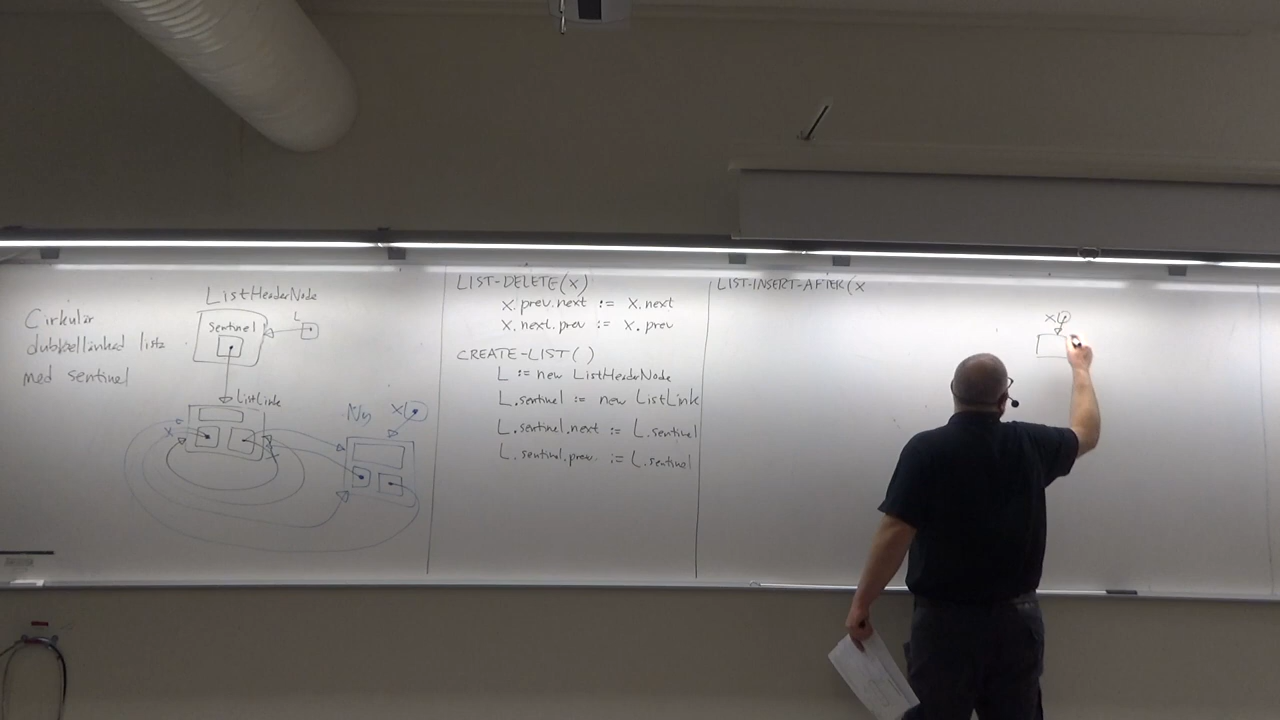 Cirkulär
dubbellänkad lista
med sentinel
ListHeaderNode
sentinel
L
ListLink
X
Ny
X
LIST-DELETE(X)
X.prev.next := X.next
X.next.prev := X.prev
CREATE-LIST()
L := new ListHeaderNode
L.sentinel := new ListLink
L.sentinel.next := L.sentinel
L.sentinel.prev := L.sentinel
LIST-INSERT-AFTER(X
X